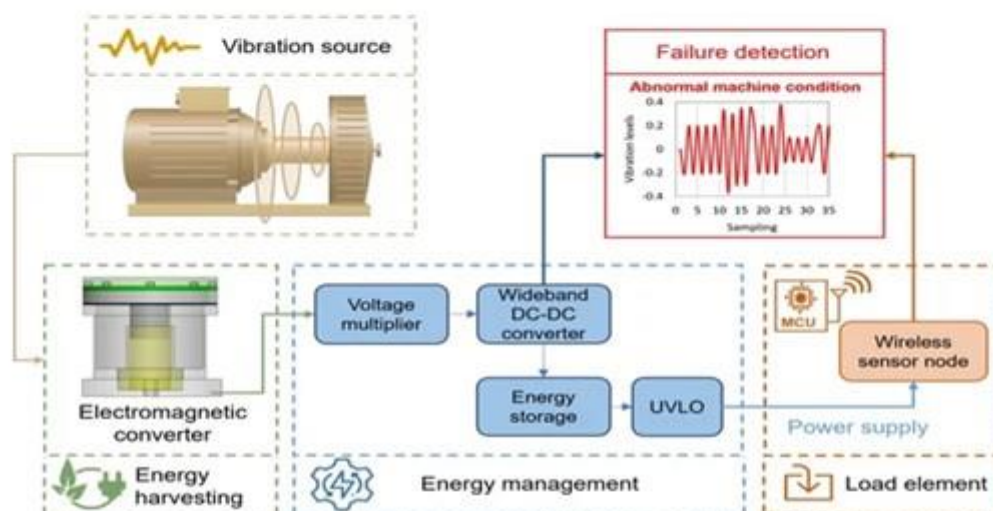 Vibration source
Failure detection
Abnormal machine condition
Vibration levels
0.4
0.2
0
-0.2
-0.4
0 5 10 15 20 25 30 35
Sampling
Electromagnetic
converter
Energy
harvesting
Voltage
multiplier
Wideband
DC-DC
converter
Energy
storage
UVLO
Energy management
MCU
Wireless
sensor node
Power supply
Load element